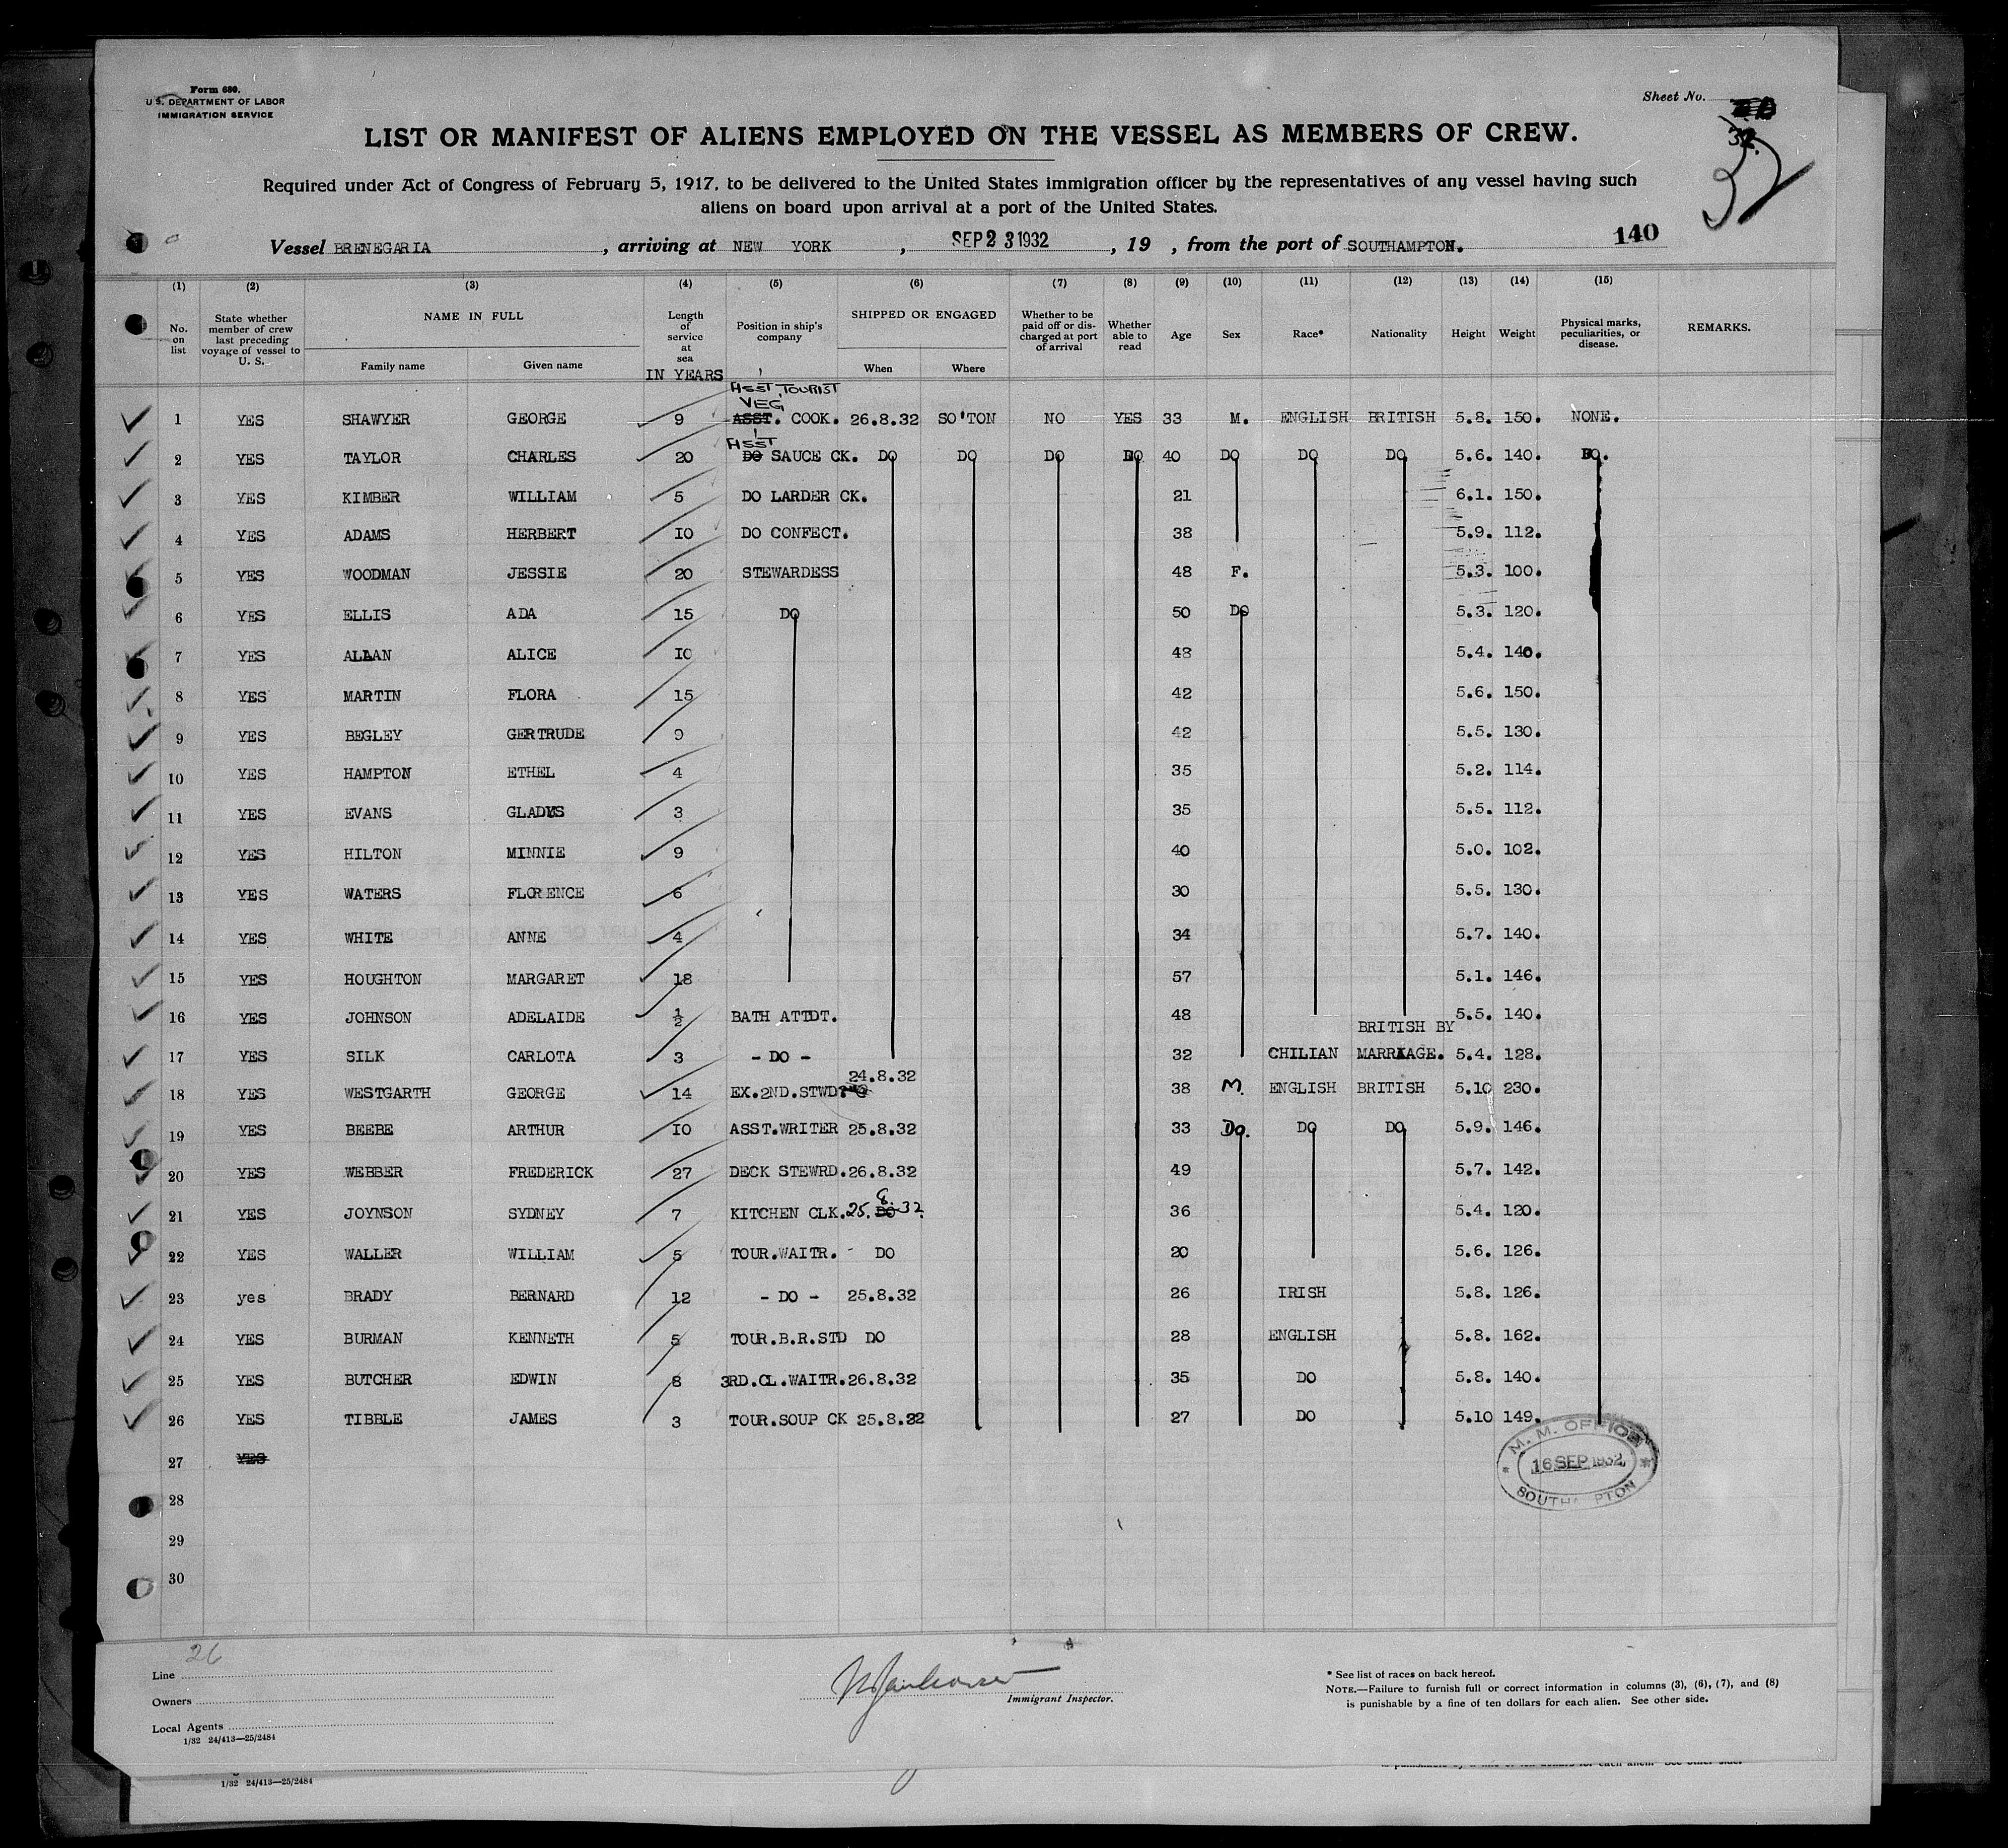 Form 680.
U. S. DEPARTMENT OF LABOR
IMMIGRATION SERVICE
Sheet No.
32.
32
LIST OR MANIFEST OF ALIENS EMPLOYED ON THE VESSEL AS MEMBERS OF CREW.
Required under Act of Congress of February 5, 1917, to be delivered to the United States immigration officer by the representatives of any vessel having such
aliens on board upon arrival at a port of the United States.
Vessel BRENEGARIA, arriving at NEW YORK, SEP 23 1932, 19 , from the port of SOUTHAMPTON. 140
(1) (2) (3) (4) (5) (6) (7) (8) (9) (10) (11) (12) (13) (14) (15)
No. on list State whether member of crew last preceding voyage of vessel to U. S. NAME IN FULL Family name Given name Length of service at sea IN YEARS Position in ship's company SHIPPED OR ENGAGED When Where Whether to be paid off or discharged at port of arrival Whether able to read Age Sex Race* Nationality Height Weight Physical marks, peculiarities, or disease. REMARKS.
ASST TOURIST
VEG
1 YES SHAWYER GEORGE 9 ASST. COOK. 26.8.32 SO'TON NO YES 33 M. ENGLISH BRITISH 5.8. 150. NONE.
ASST
2 YES TAYLOR CHARLES 20 DO SAUCE CK. DO DO DO DO 40 DO DO DO 5.6. 140. DO.
3 YES KIMBER WILLIAM 5 DO LARDER CK. 21 6.1. 150.
4 YES ADAMS HERBERT 10 DO CONFECT. 38 5.9. 112.
5 YES WOODMAN JESSIE 20 STEWARDESS 48 F. 5.3. 100.
6 YES ELLIS ADA 15 DO 50 DO 5.3. 120.
7 YES ALLAN ALICE 10 48 5.4. 140.
8 YES MARTIN FLORA 15 42 5.6. 150.
9 YES BEGLEY GERTRUDE 9 42 5.5. 130.
10 YES HAMPTON ETHEL 4 35 5.2. 114.
11 YES EVANS GLADYS 3 35 5.5. 112.
12 YES HILTON MINNIE 9 40 5.0. 102.
13 YES WATERS FLORENCE 6 30 5.5. 130.
14 YES WHITE ANNE 4 34 5.7. 140.
15 YES HOUGHTON MARGARET 18 57 5.1. 146.
16 YES JOHNSON ADELAIDE ½ BATH ATTDT. 48 5.5. 140.
BRITISH BY
17 YES SILK CARLOTA 3 - DO - 32 CHILIAN MARRIAGE. 5.4. 128.
24.8.32
18 YES WESTGARTH GEORGE 14 EX.2ND.STWD. 38 M. ENGLISH BRITISH 5.10 230.
19 YES BEEBE ARTHUR 10 ASST.WRITER 25.8.32 33 Do. DO DO 5.9. 146.
20 YES WEBBER FREDERICK 27 DECK STEWRD. 26.8.32 49 5.7. 142.
21 YES JOYNSON SYDNEY 7 KITCHEN CLK. 25. 8. DO 32. 36 5.4. 120.
22 YES WALLER WILLIAM 5 TOUR.WAITR. - DO 20 5.6. 126.
23 yes BRADY BERNARD 12 - DO - 25.8.32 26 IRISH 5.8. 126.
24 YES BURMAN KENNETH 5 TOUR.B.R.STD DO 28 ENGLISH 5.8. 162.
25 YES BUTCHER EDWIN 8 3RD.CL.WAITR. 26.8.32 35 DO 5.8. 140.
26 YES TIBBLE JAMES 3 TOUR.SOUP CK 25.8.32 27 DO 5.10 149.
27 YES
28
29
30
M. M. OFFICE
16 SEP 1932
SOUTHAMPTON
26
Line
Owners
Local Agents
1/32 24/413—25/2484
Immigrant Inspector.
* See list of races on back hereof.
NOTE.—Failure to furnish full or correct information in columns (3), (6), (7), and (8)
is punishable by a fine of ten dollars for each alien. See other side.
1/32 24/413—25/2484
is punishable by a fine of ten dollars for each alien. See other side.